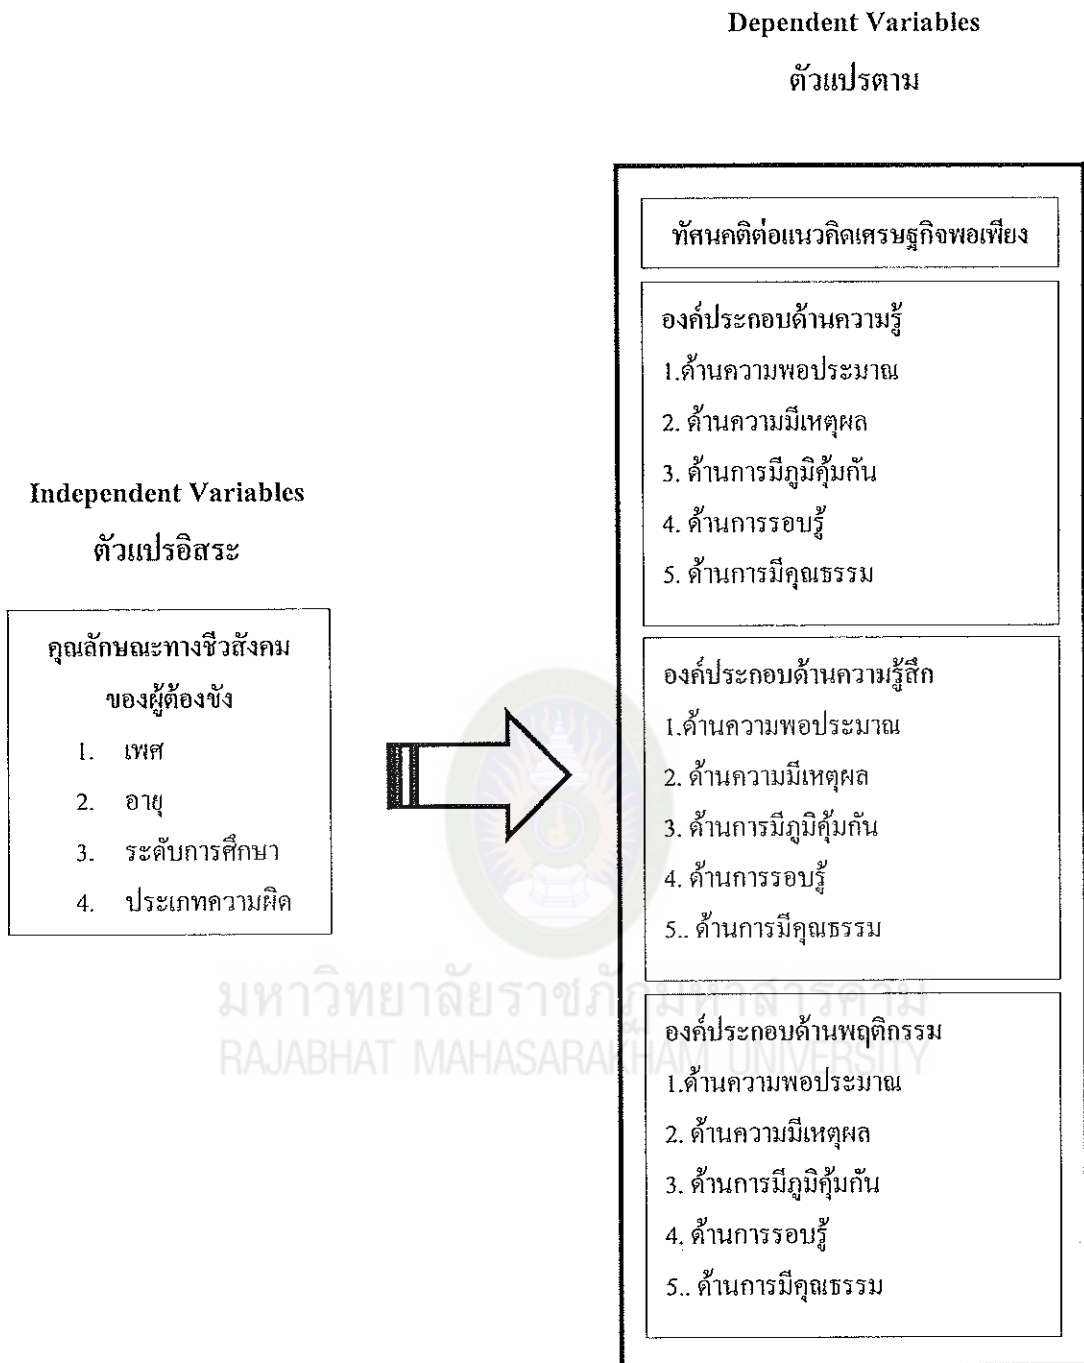 Dependent Variables
ตัวแปรตาม
ทัศนคติต่อแนวคิดเศรษฐกิจพอเพียง
องค์ประกอบด้านความรู้
1.ด้านความพอประมาณ
2. ด้านความมีเหตุผล
3. ด้านการมีภูมิคุ้มกัน
4. ด้านการรอบรู้
5. ด้านการมีคุณธรรม
Independent Variables
ตัวแปรอิสระ
คุณลักษณะทางชีวสังคม
ของผู้ต้องขัง
1. เพศ
2. อายุ
3. ระดับการศึกษา
4. ประเภทความผิด
องค์ประกอบด้านความรู้สึก
1.ด้านความพอประมาณ
2. ด้านความมีเหตุผล
3. ด้านการมีภูมิคุ้มกัน
4. ด้านการรอบรู้
5.. ด้านการมีคุณธรรม
มหาวิทยาลัยราชภัฏมหาสารคาม
RAJABHAT MAHASARAKHAM UNIVERSITY
องค์ประกอบด้านพฤติกรรม
1.ด้านความพอประมาณ
2. ด้านความมีเหตุผล
3. ด้านการมีภูมิคุ้มกัน
4. ด้านการรอบรู้
5.. ด้านการมีคุณธรรม